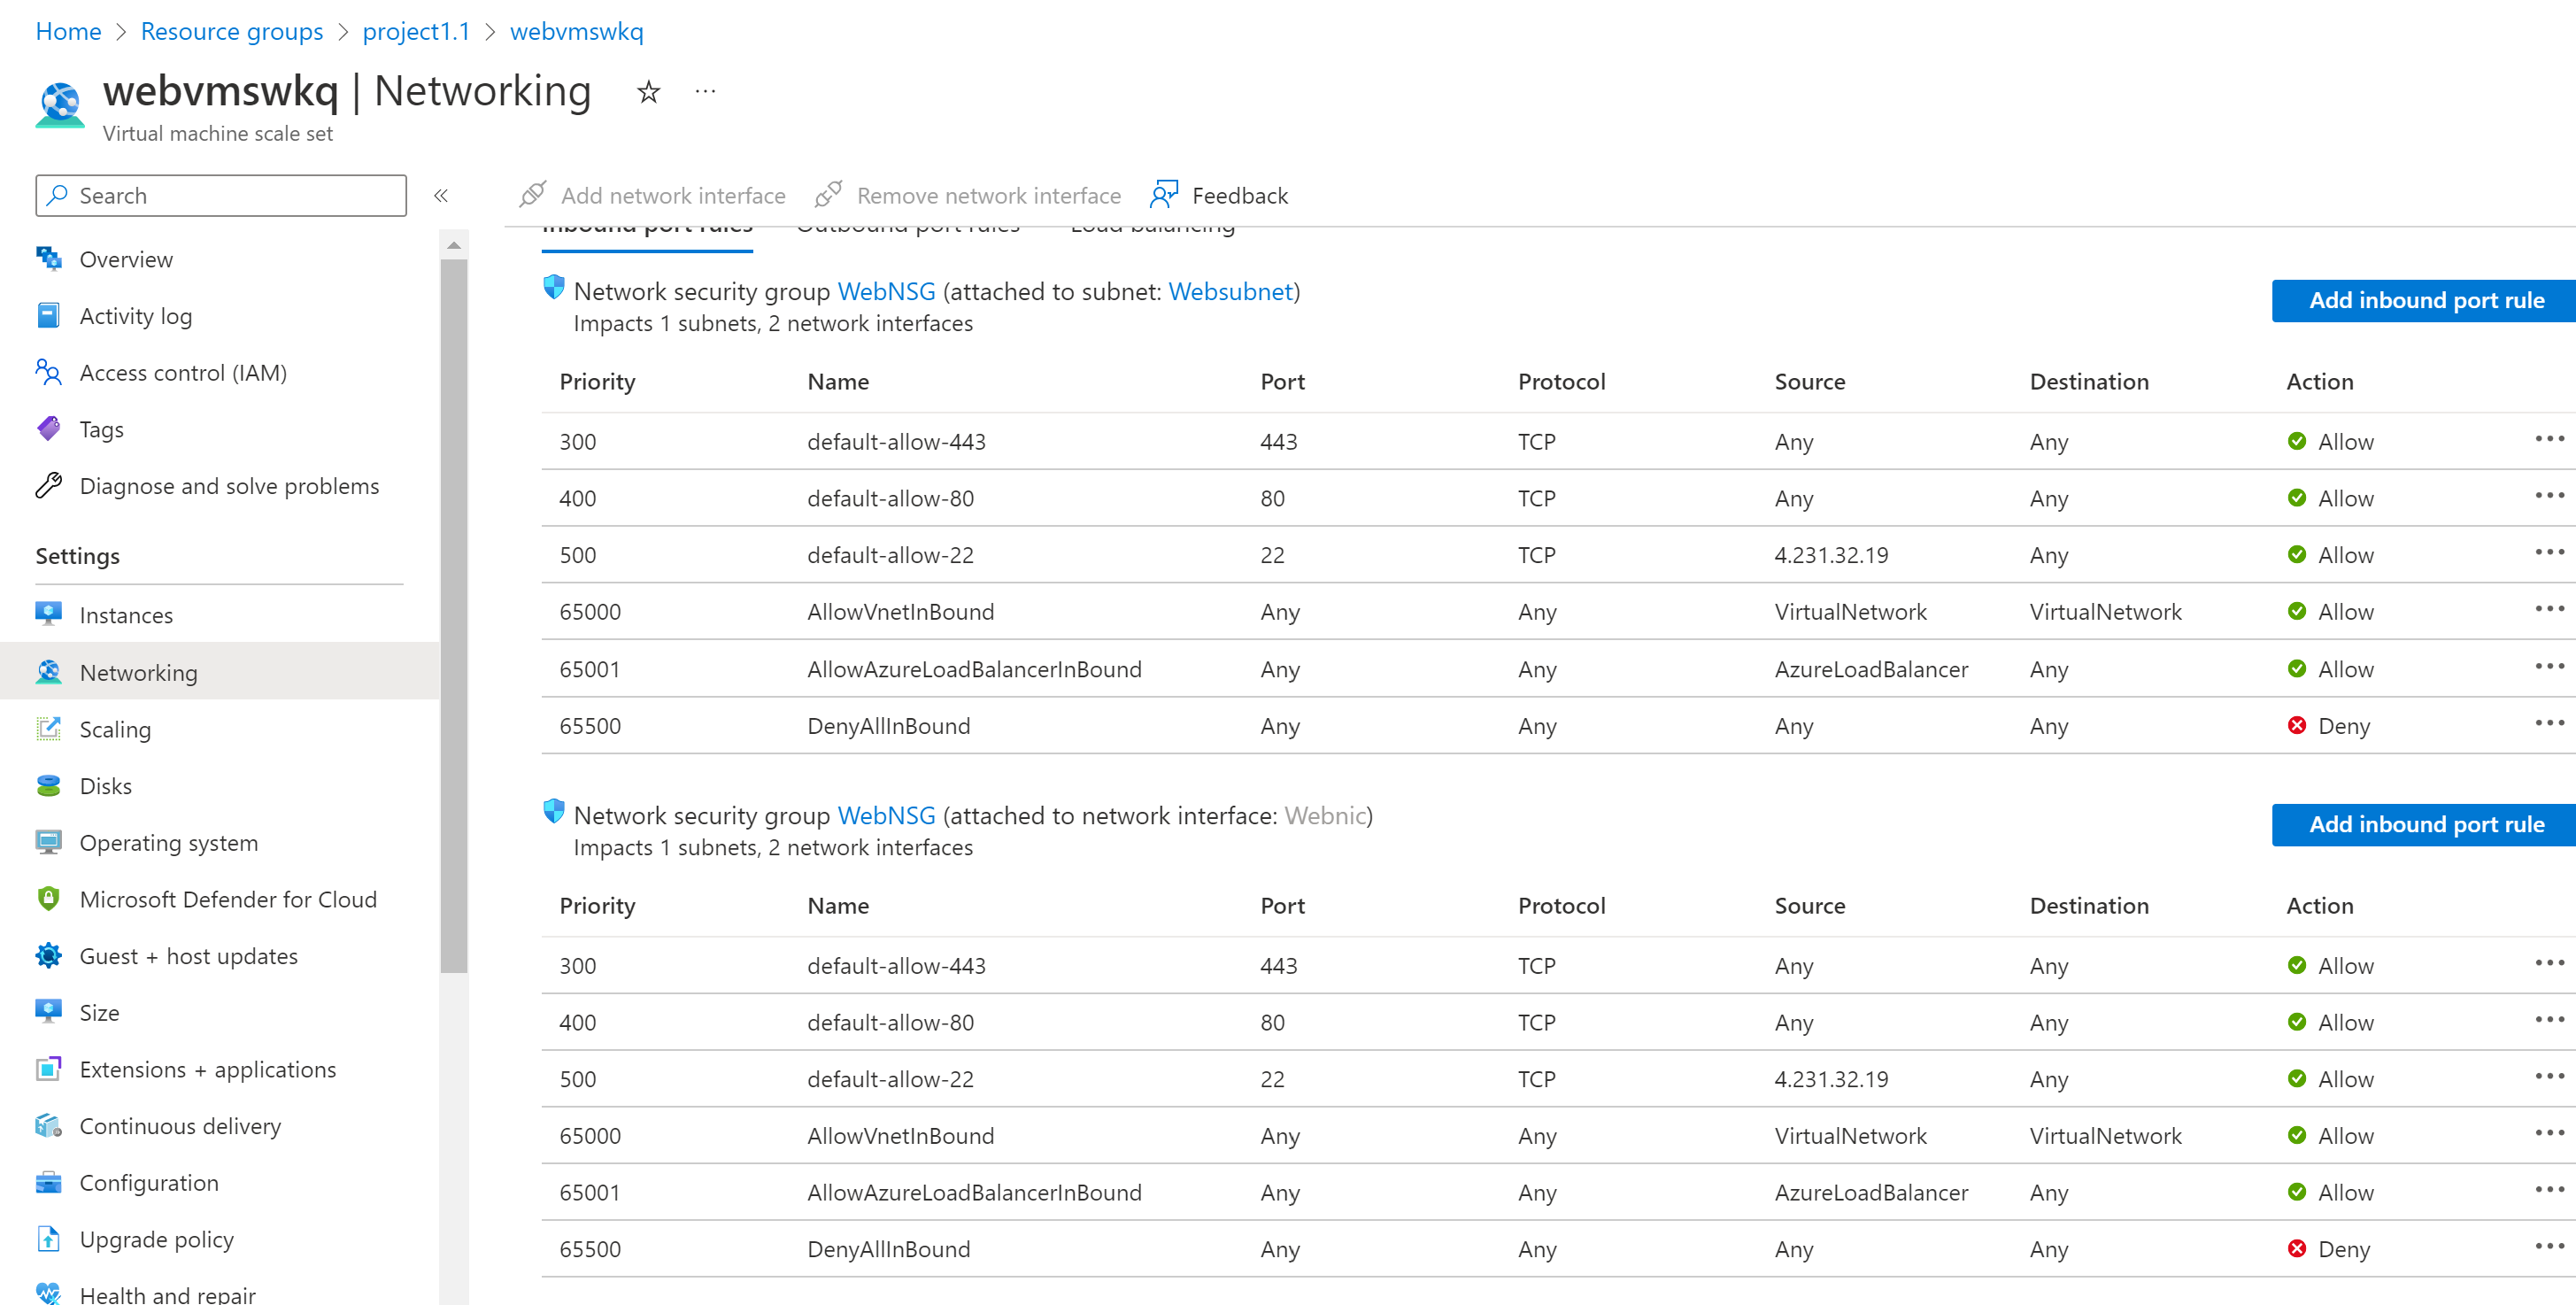 Home > Resource groups > project1.1 > webvmswkq
webvmswkq | Networking
Virtual machine scale set
Search
Add network interface
Remove network interface
Feedback
Overview
Activity log
Access control (IAM)
Tags
Diagnose and solve problems
Settings
Instances
Networking
Scaling
Disks
Operating system
Microsoft Defender for Cloud
Guest + host updates
Size
Extensions + applications
Continuous delivery
Configuration
Upgrade policy
Health and repair
Inbound port rules Outbound port rules Load balancing
Network security group WebNSG (attached to subnet: Websubnet)
Impacts 1 subnets, 2 network interfaces
Add inbound port rule
Priority Name Port Protocol Source Destination Action
300 default-allow-443 443 TCP Any Any Allow
400 default-allow-80 80 TCP Any Any Allow
500 default-allow-22 22 TCP 4.231.32.19 Any Allow
65000 AllowVnetInBound Any Any VirtualNetwork VirtualNetwork Allow
65001 AllowAzureLoadBalancerInBound Any Any AzureLoadBalancer Any Allow
65500 DenyAllInBound Any Any Any Any Deny
Network security group WebNSG (attached to network interface: Webnic)
Impacts 1 subnets, 2 network interfaces
Add inbound port rule
Priority Name Port Protocol Source Destination Action
300 default-allow-443 443 TCP Any Any Allow
400 default-allow-80 80 TCP Any Any Allow
500 default-allow-22 22 TCP 4.231.32.19 Any Allow
65000 AllowVnetInBound Any Any VirtualNetwork VirtualNetwork Allow
65001 AllowAzureLoadBalancerInBound Any Any AzureLoadBalancer Any Allow
65500 DenyAllInBound Any Any Any Any Deny